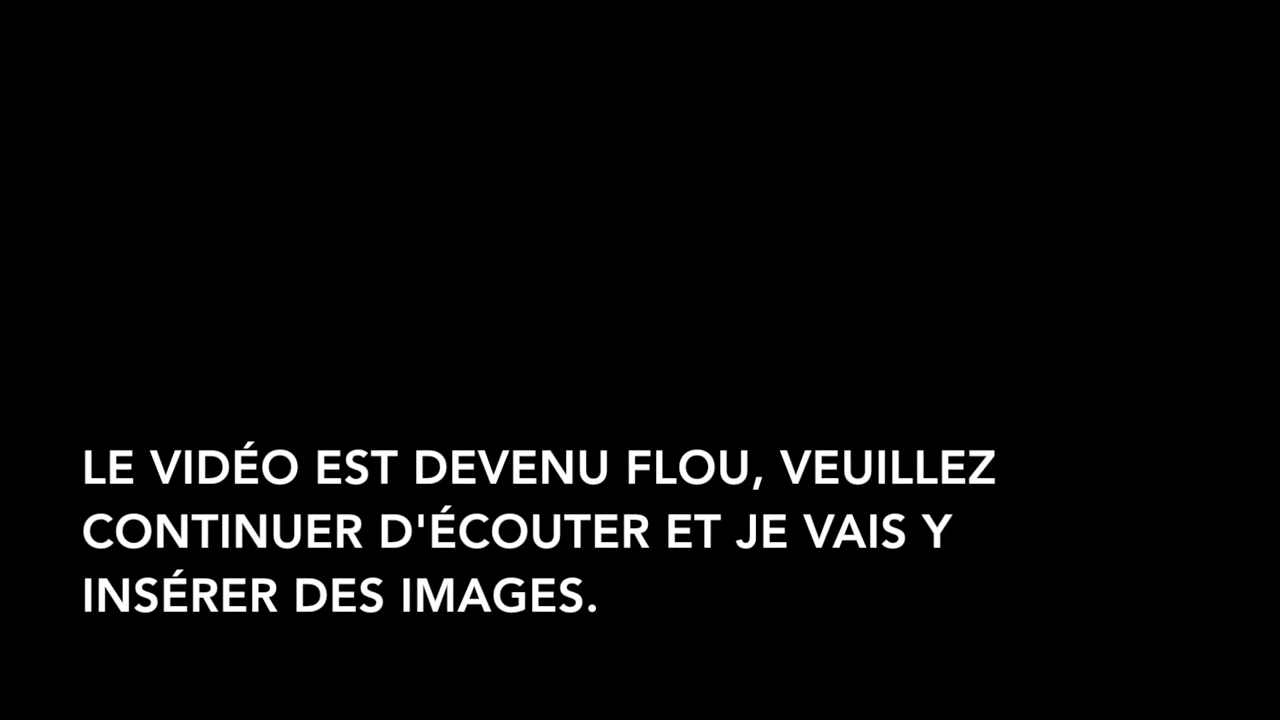 LE VIDÉO EST DEVENU FLOU, VEUILLEZ
CONTINUER D'ÉCOUTER ET JE VAIS Y
INSÉRER DES IMAGES.